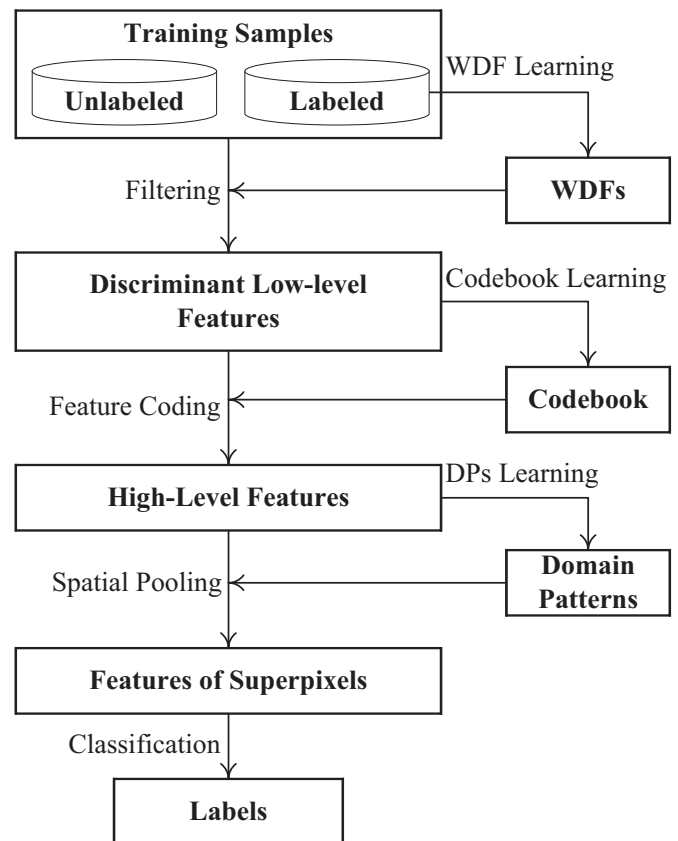 Training Samples
WDF Learning
Unlabeled
Labeled
Filtering
WDFs
Discriminant Low-level
Features
Codebook Learning
Feature Coding
Codebook
High-Level Features
DPs Learning
Spatial Pooling
Domain
Patterns
Features of Superpixels
Classification
Labels